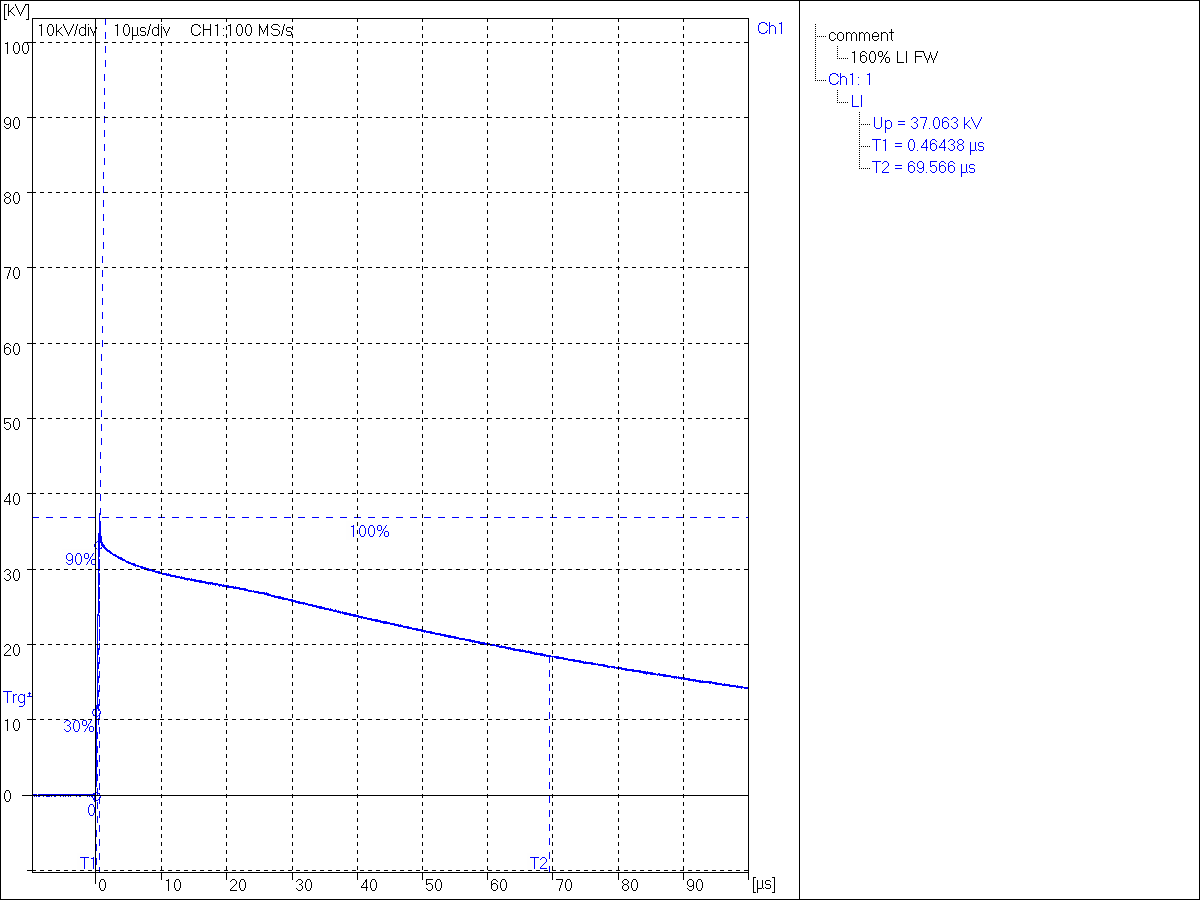 [kV]
10kV/div 10µs/div CH1:100 MS/s
Ch1
100
90
80
70
60
50
40
100%
90%
30
20
Trg
10
30%
0
0
T1
T2
0 10 20 30 40 50 60 70 80 90 [µs]
comment
160% LI FW
Ch1: 1
LI
Up = 37.063 kV
T1 = 0.46438 µs
T2 = 69.566 µs